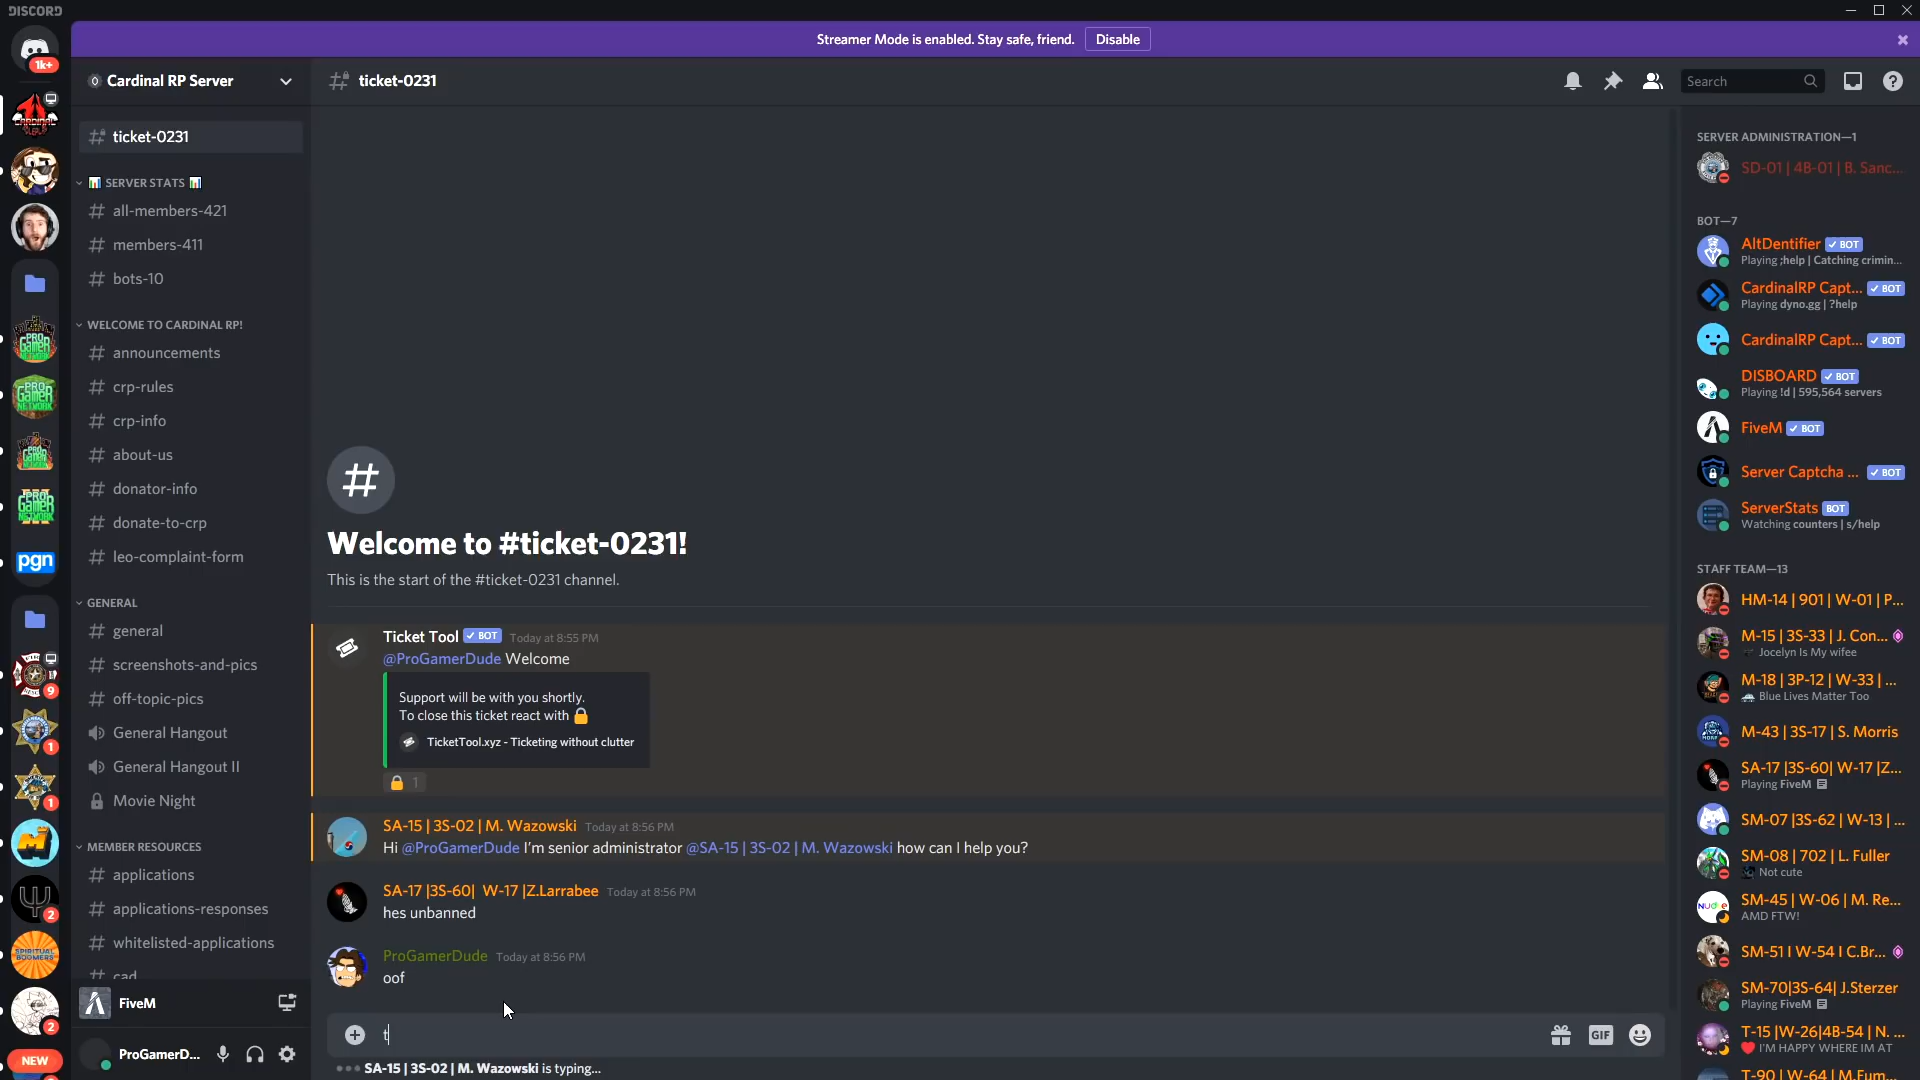 DISCORD
Streamer Mode is enabled. Stay safe, friend. Disable
1k+
Cardinal RP Server
ticket-0231
Search
ticket-0231
SERVER STATS
all-members-421
members-411
bots-10
WELCOME TO CARDINAL RP!
announcements
crp-rules
crp-info
about-us
donator-info
donate-to-crp
leo-complaint-form
GENERAL
general
screenshots-and-pics
off-topic-pics
General Hangout
General Hangout II
Movie Night
MEMBER RESOURCES
applications
applications-responses
whitelisted-applications
cad
FiveM
ProGamerD...
pgn
9
1
1
2
2
NEW
Welcome to #ticket-0231!
This is the start of the #ticket-0231 channel.
Ticket Tool BOT Today at 8:55 PM
@ProGamerDude Welcome
Support will be with you shortly.
To close this ticket react with
TicketTool.xyz - Ticketing without clutter
1
SA-15 | 3S-02 | M. Wazowski Today at 8:56 PM
Hi @ProGamerDude I'm senior administrator @SA-15 | 3S-02 | M. Wazowski how can I help you?
SA-17 |3S-60| W-17 |Z.Larrabee Today at 8:56 PM
hes unbanned
ProGamerDude Today at 8:56 PM
oof
t
GIF
SA-15 | 3S-02 | M. Wazowski is typing...
SERVER ADMINISTRATION—1
SD-01 | 4B-01 | B. Sanc...
BOT—7
AltDentifier BOT
Playing ;help | Catching crimin...
CardinalRP Capt... BOT
Playing dyno.gg | ?help
CardinalRP Capt... BOT
DISBOARD BOT
Playing !d | 595,564 servers
FiveM BOT
Server Captcha ... BOT
ServerStats BOT
Watching counters | s/help
STAFF TEAM—13
HM-14 | 901 | W-01 | P...
M-15 | 3S-33 | J. Con...
Jocelyn Is My wifee
M-18 | 3P-12 | W-33 | ...
Blue Lives Matter Too
M-43 | 3S-17 | S. Morris
SA-17 |3S-60| W-17 |Z...
Playing FiveM
SM-07 |3S-62 | W-13 | ...
SM-08 | 702 | L. Fuller
Not cute
SM-45 | W-06 | M. Re...
AMD FTW!
SM-51 I W-54 I C.Br...
SM-70|3S-64| J.Sterzer
Playing FiveM
T-15 |W-26|4B-54 | N. ...
I'M HAPPY WHERE IM AT
T-90 | W-64 | M.Fum...